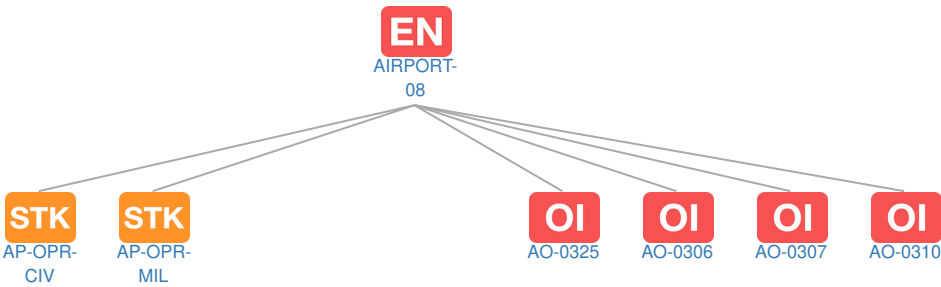 EN
AIRPORT-
08
STK
STK
OI
OI
OI
OI
AP-OPR-
CIV
AP-OPR-
MIL
AO-0325
AO-0306
AO-0307
AO-0310